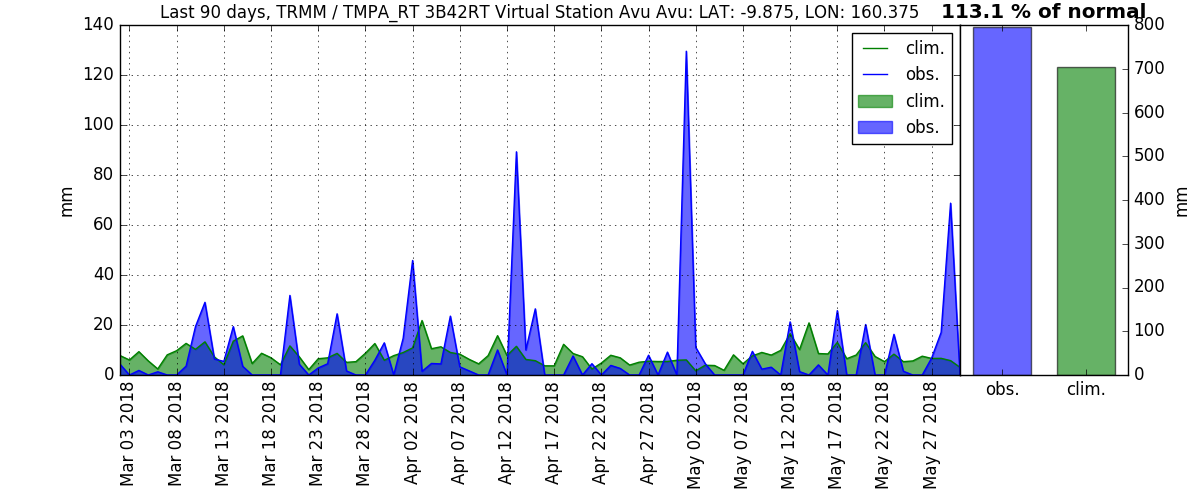 Last 90 days, TRMM / TMPA_RT 3B42RT Virtual Station Avu Avu: LAT: -9.875, LON: 160.375
113.1 % of normal
140
120
100
80
60
40
20
0
mm
clim.
obs.
clim.
obs.
800
700
600
500
400
300
200
100
0
mm
obs.
clim.
Mar 03 2018
Mar 08 2018
Mar 13 2018
Mar 18 2018
Mar 23 2018
Mar 28 2018
Apr 02 2018
Apr 07 2018
Apr 12 2018
Apr 17 2018
Apr 22 2018
Apr 27 2018
May 02 2018
May 07 2018
May 12 2018
May 17 2018
May 22 2018
May 27 2018